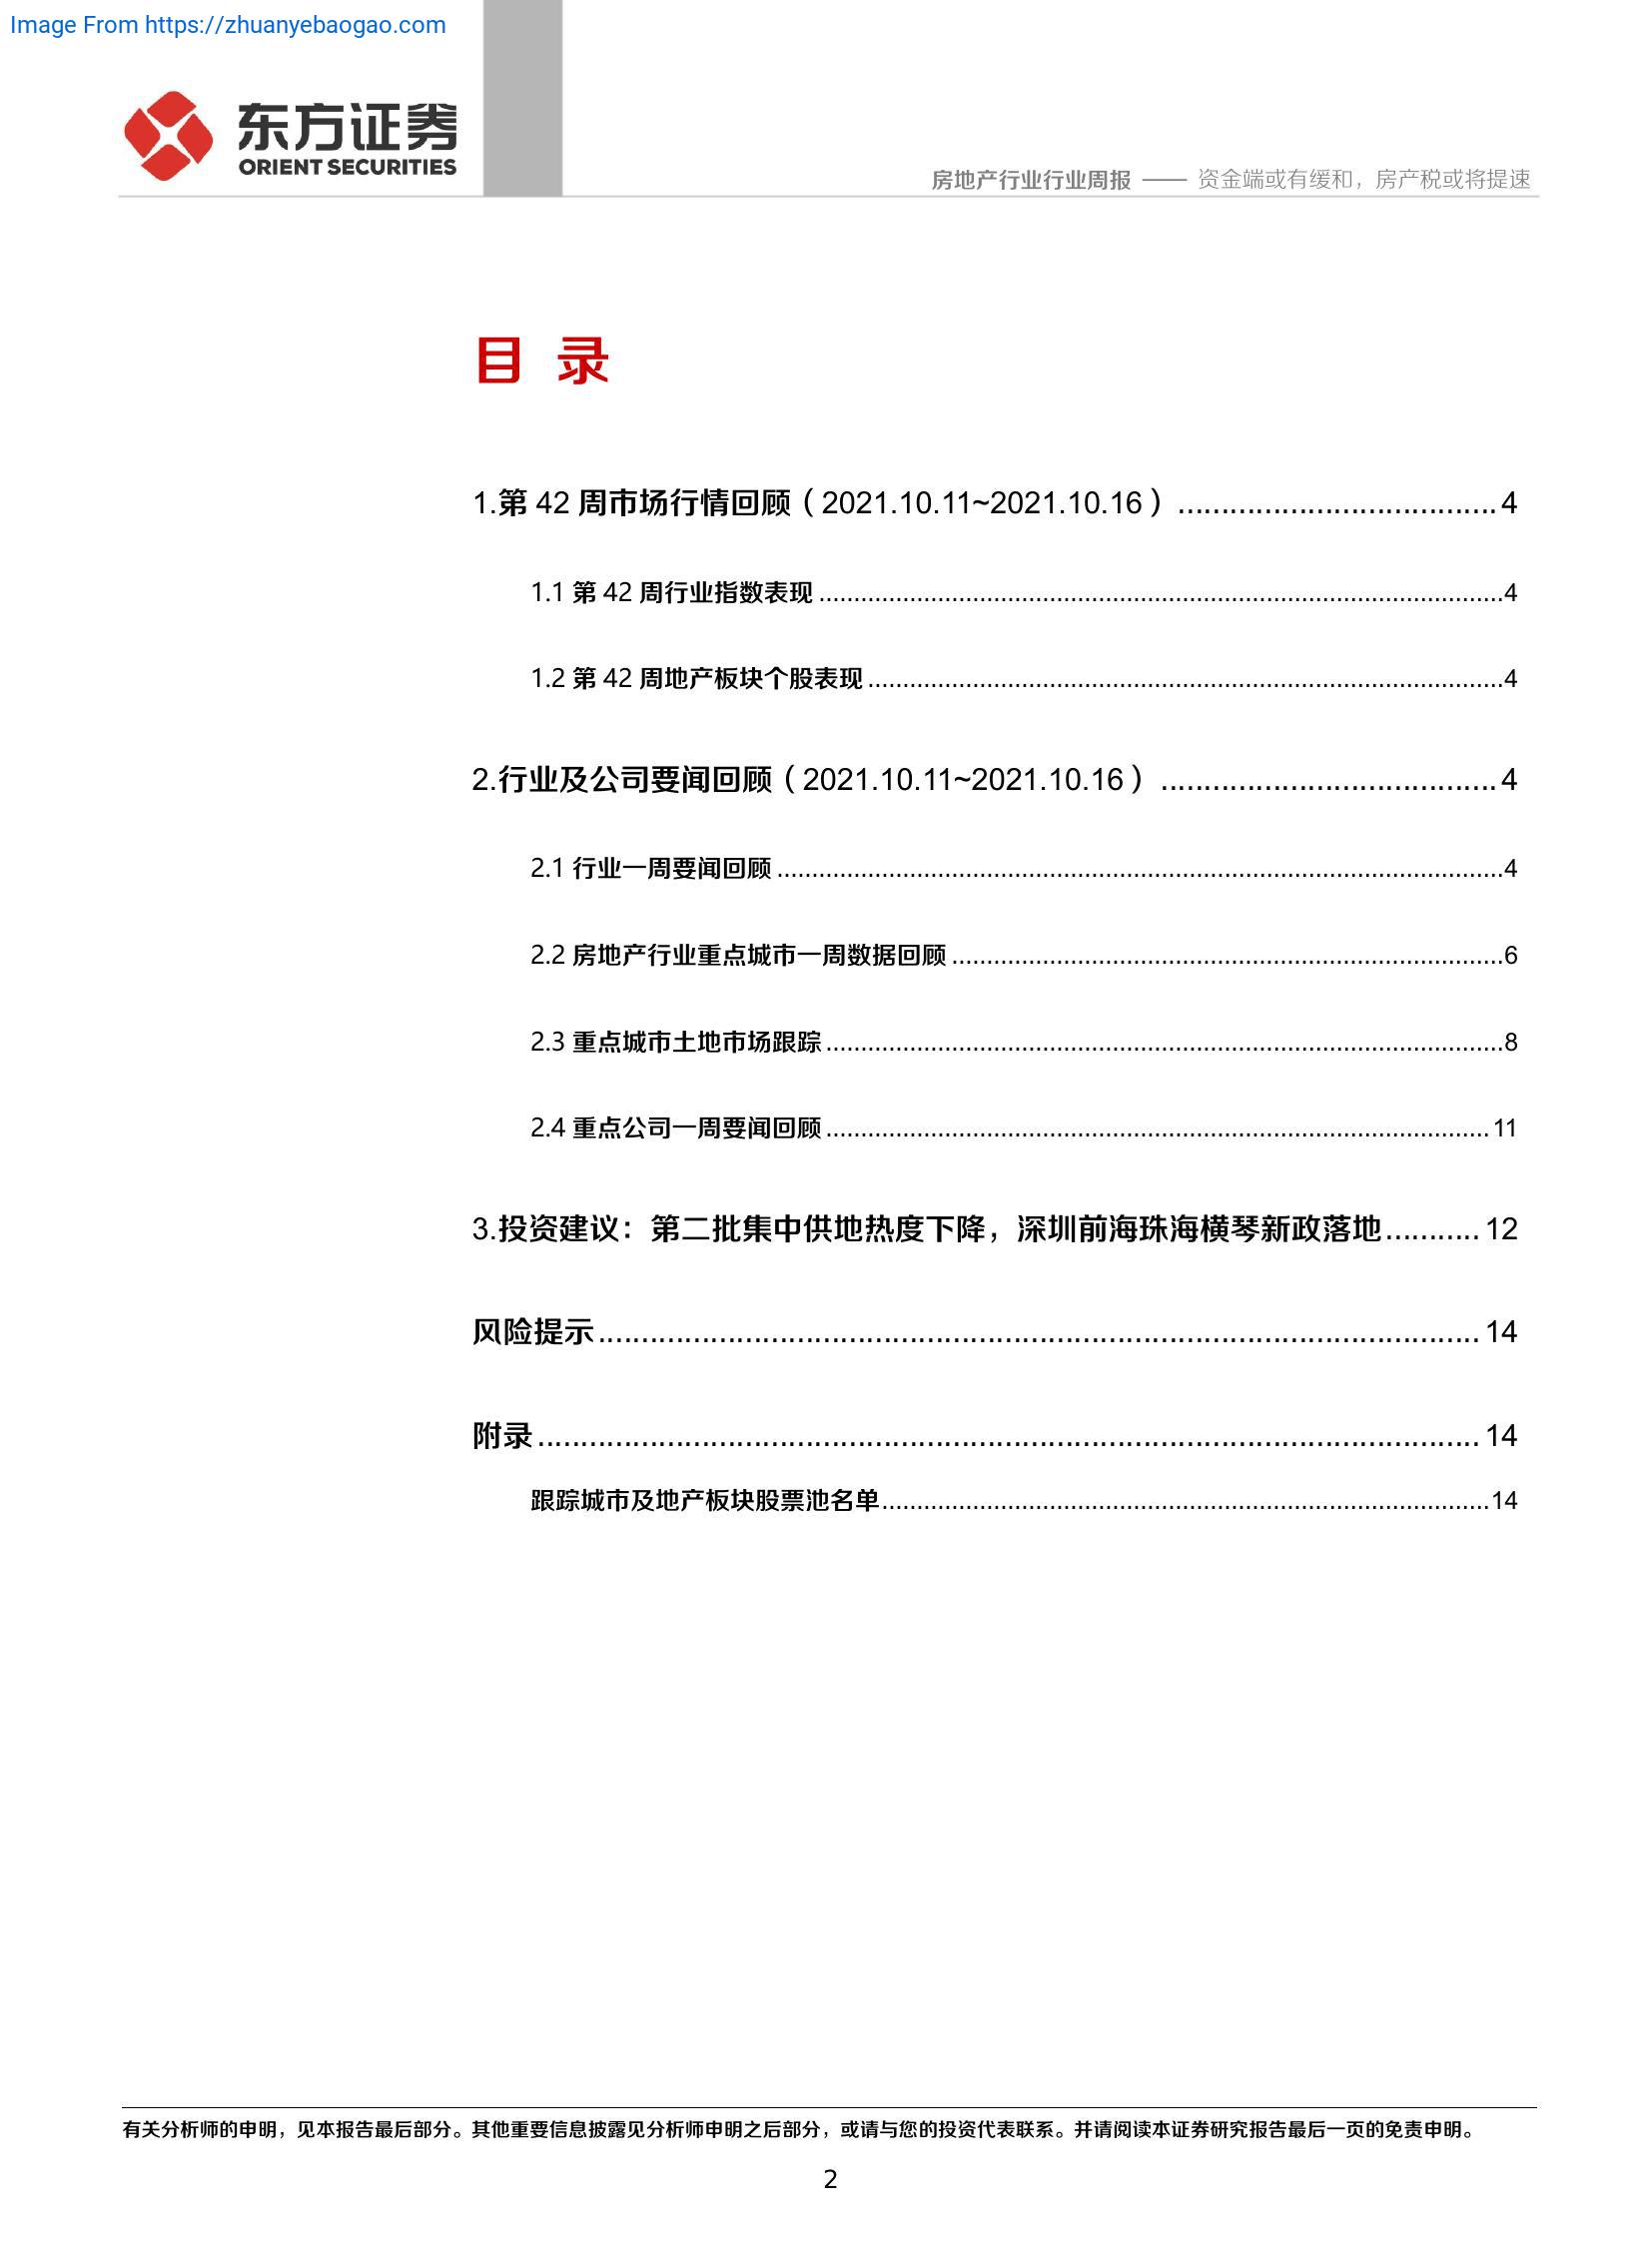 Image From https://zhuanyebaogao.com
东方证券
ORIENT SECURITIES
房地产行业行业周报 —— 资金端或有缓和，房产税或将提速
目 录
1.第 42 周市场行情回顾（2021.10.11~2021.10.16）.....................................4
1.1 第 42 周行业指数表现..................................................................................................4
1.2 第 42 周地产板块个股表现...........................................................................................4
2.行业及公司要闻回顾（2021.10.11~2021.10.16）.......................................4
2.1 行业一周要闻回顾........................................................................................................4
2.2 房地产行业重点城市一周数据回顾...............................................................................6
2.3 重点城市土地市场跟踪.................................................................................................8
2.4 重点公司一周要闻回顾...............................................................................................11
3.投资建议：第二批集中供地热度下降，深圳前海珠海横琴新政落地...........12
风险提示......................................................................................................14
附录.............................................................................................................14
跟踪城市及地产板块股票池名单.......................................................................................14
有关分析师的申明，见本报告最后部分。其他重要信息披露见分析师申明之后部分，或请与您的投资代表联系。并请阅读本证券研究报告最后一页的免责申明。
2